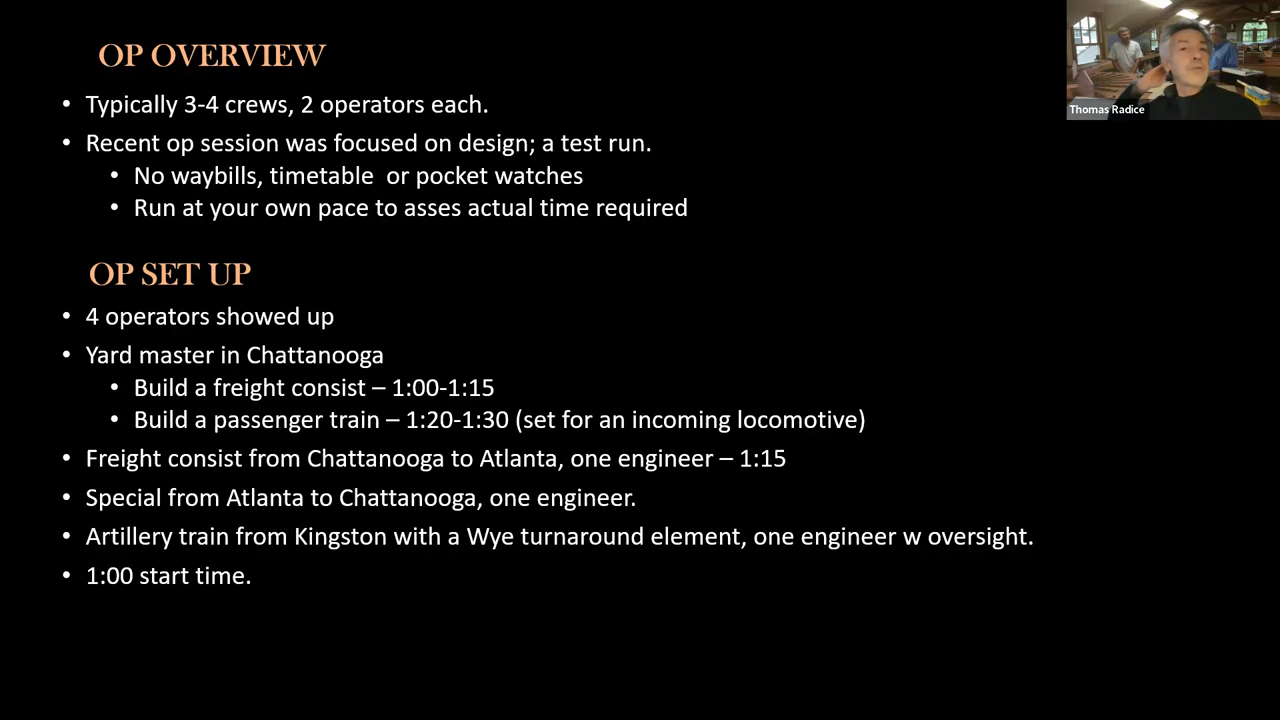 OP OVERVIEW
• Typically 3-4 crews, 2 operators each.
• Recent op session was focused on design; a test run.
• No waybills, timetable or pocket watches
• Run at your own pace to asses actual time required
OP SET UP
• 4 operators showed up
• Yard master in Chattanooga
• Build a freight consist – 1:00-1:15
• Build a passenger train – 1:20-1:30 (set for an incoming locomotive)
• Freight consist from Chattanooga to Atlanta, one engineer – 1:15
• Special from Atlanta to Chattanooga, one engineer.
• Artillery train from Kingston with a Wye turnaround element, one engineer w oversight.
• 1:00 start time.
Thomas Radice